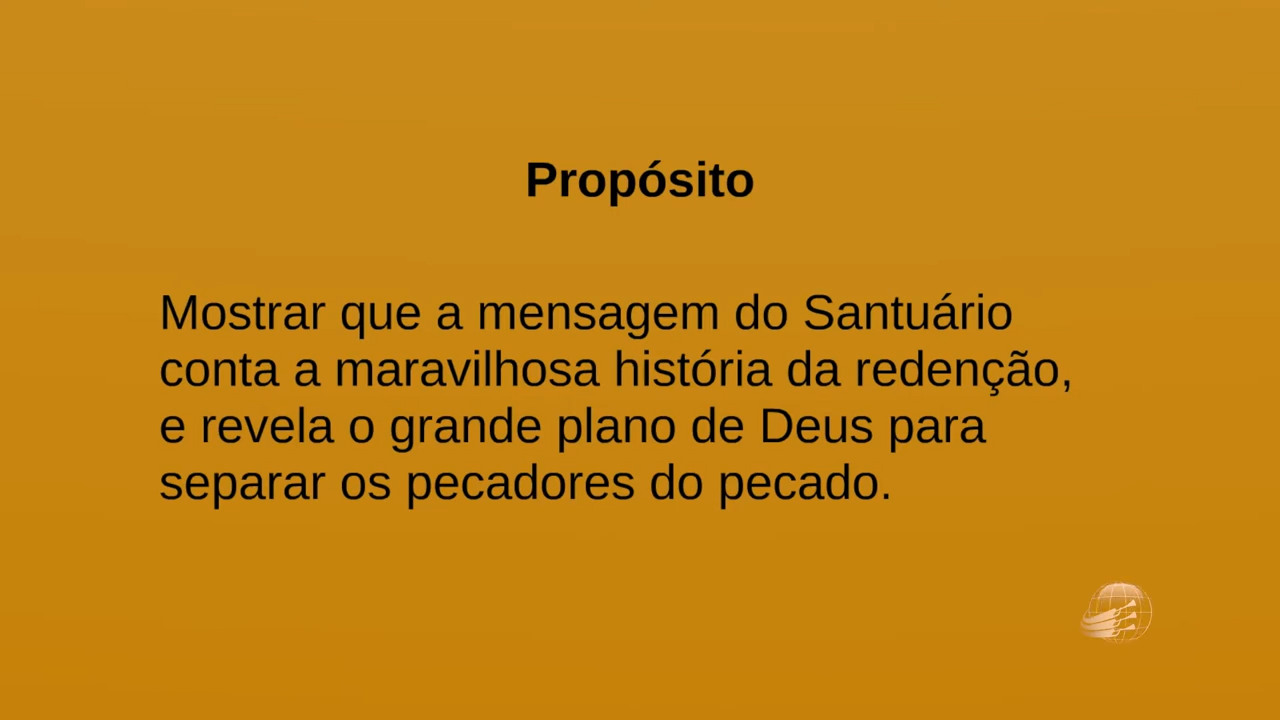 Propósito
Mostrar que a mensagem do Santuário
conta a maravilhosa história da redenção,
e revela o grande plano de Deus para
separar os pecadores do pecado.